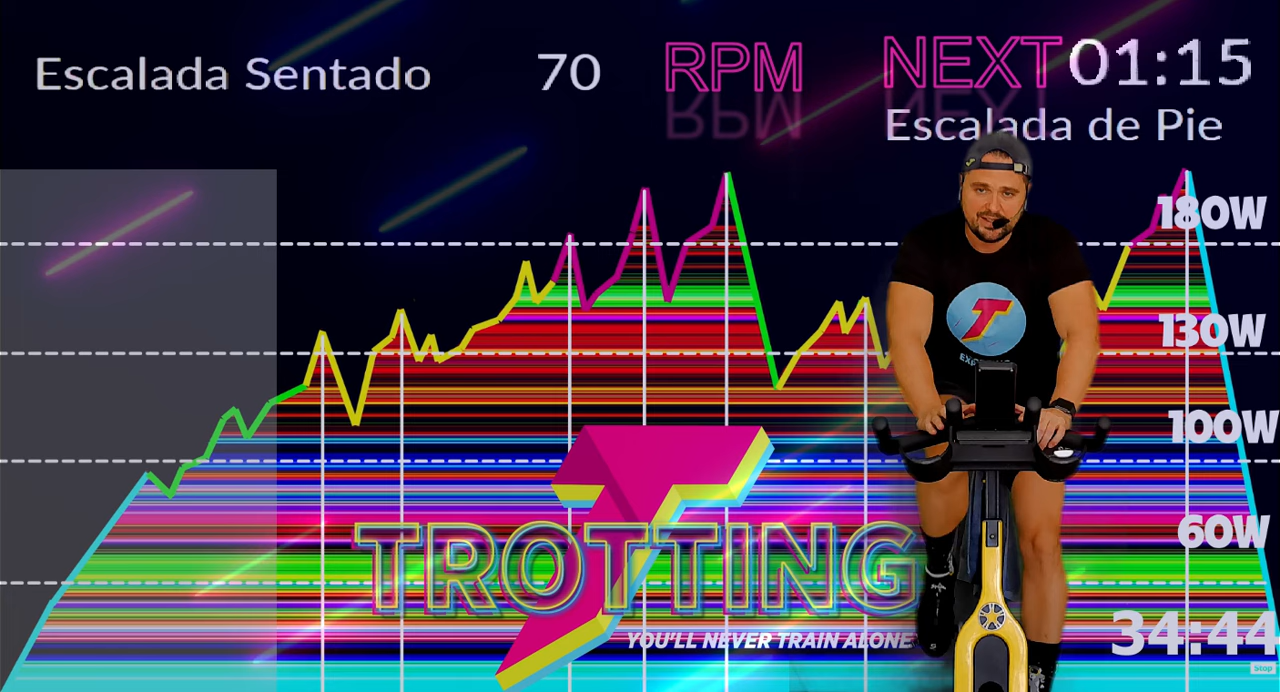 Escalada Sentado
70
RPM
NEXT 01:15
Escalada de Pie
180W
130W
100W
60W
T
TROTTING
YOU'LL NEVER TRAIN ALONE
34:44
Stop